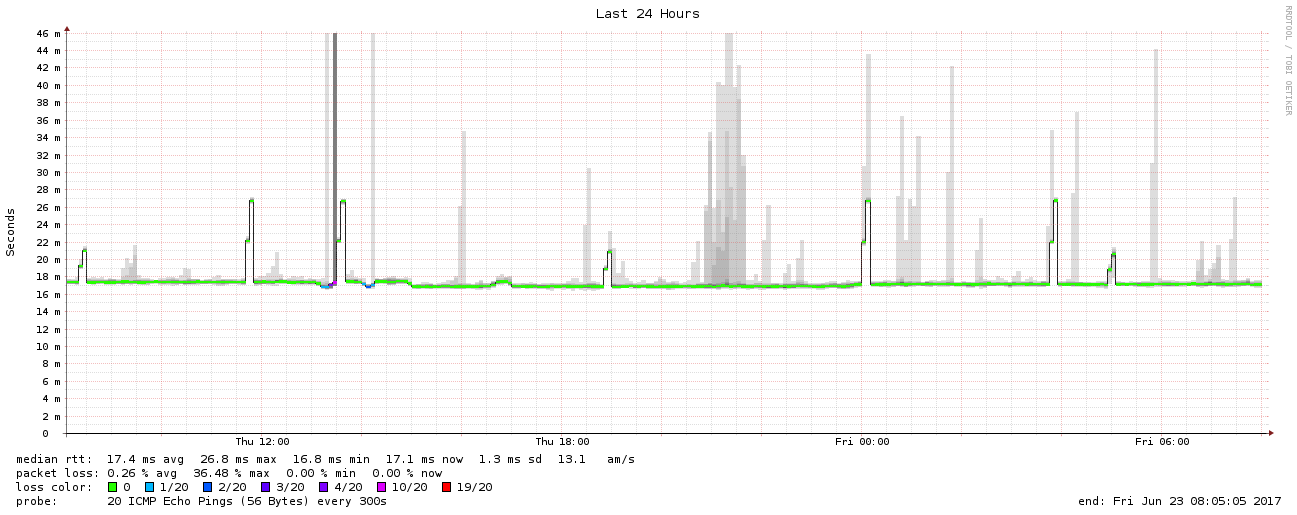 Last 24 Hours
RRDTOOL / TOBI OETIKER
Seconds
46 m
44 m
42 m
40 m
38 m
36 m
34 m
32 m
30 m
28 m
26 m
24 m
22 m
20 m
18 m
16 m
14 m
12 m
10 m
8 m
6 m
4 m
2 m
0
Thu 12:00 Thu 18:00 Fri 00:00 Fri 06:00
median rtt: 17.4 ms avg 26.8 ms max 16.8 ms min 17.1 ms now 1.3 ms sd 13.1 am/s
packet loss: 0.26 % avg 36.48 % max 0.00 % min 0.00 % now
loss color: 0 1/20 2/20 3/20 4/20 10/20 19/20
probe: 20 ICMP Echo Pings (56 Bytes) every 300s end: Fri Jun 23 08:05:05 2017